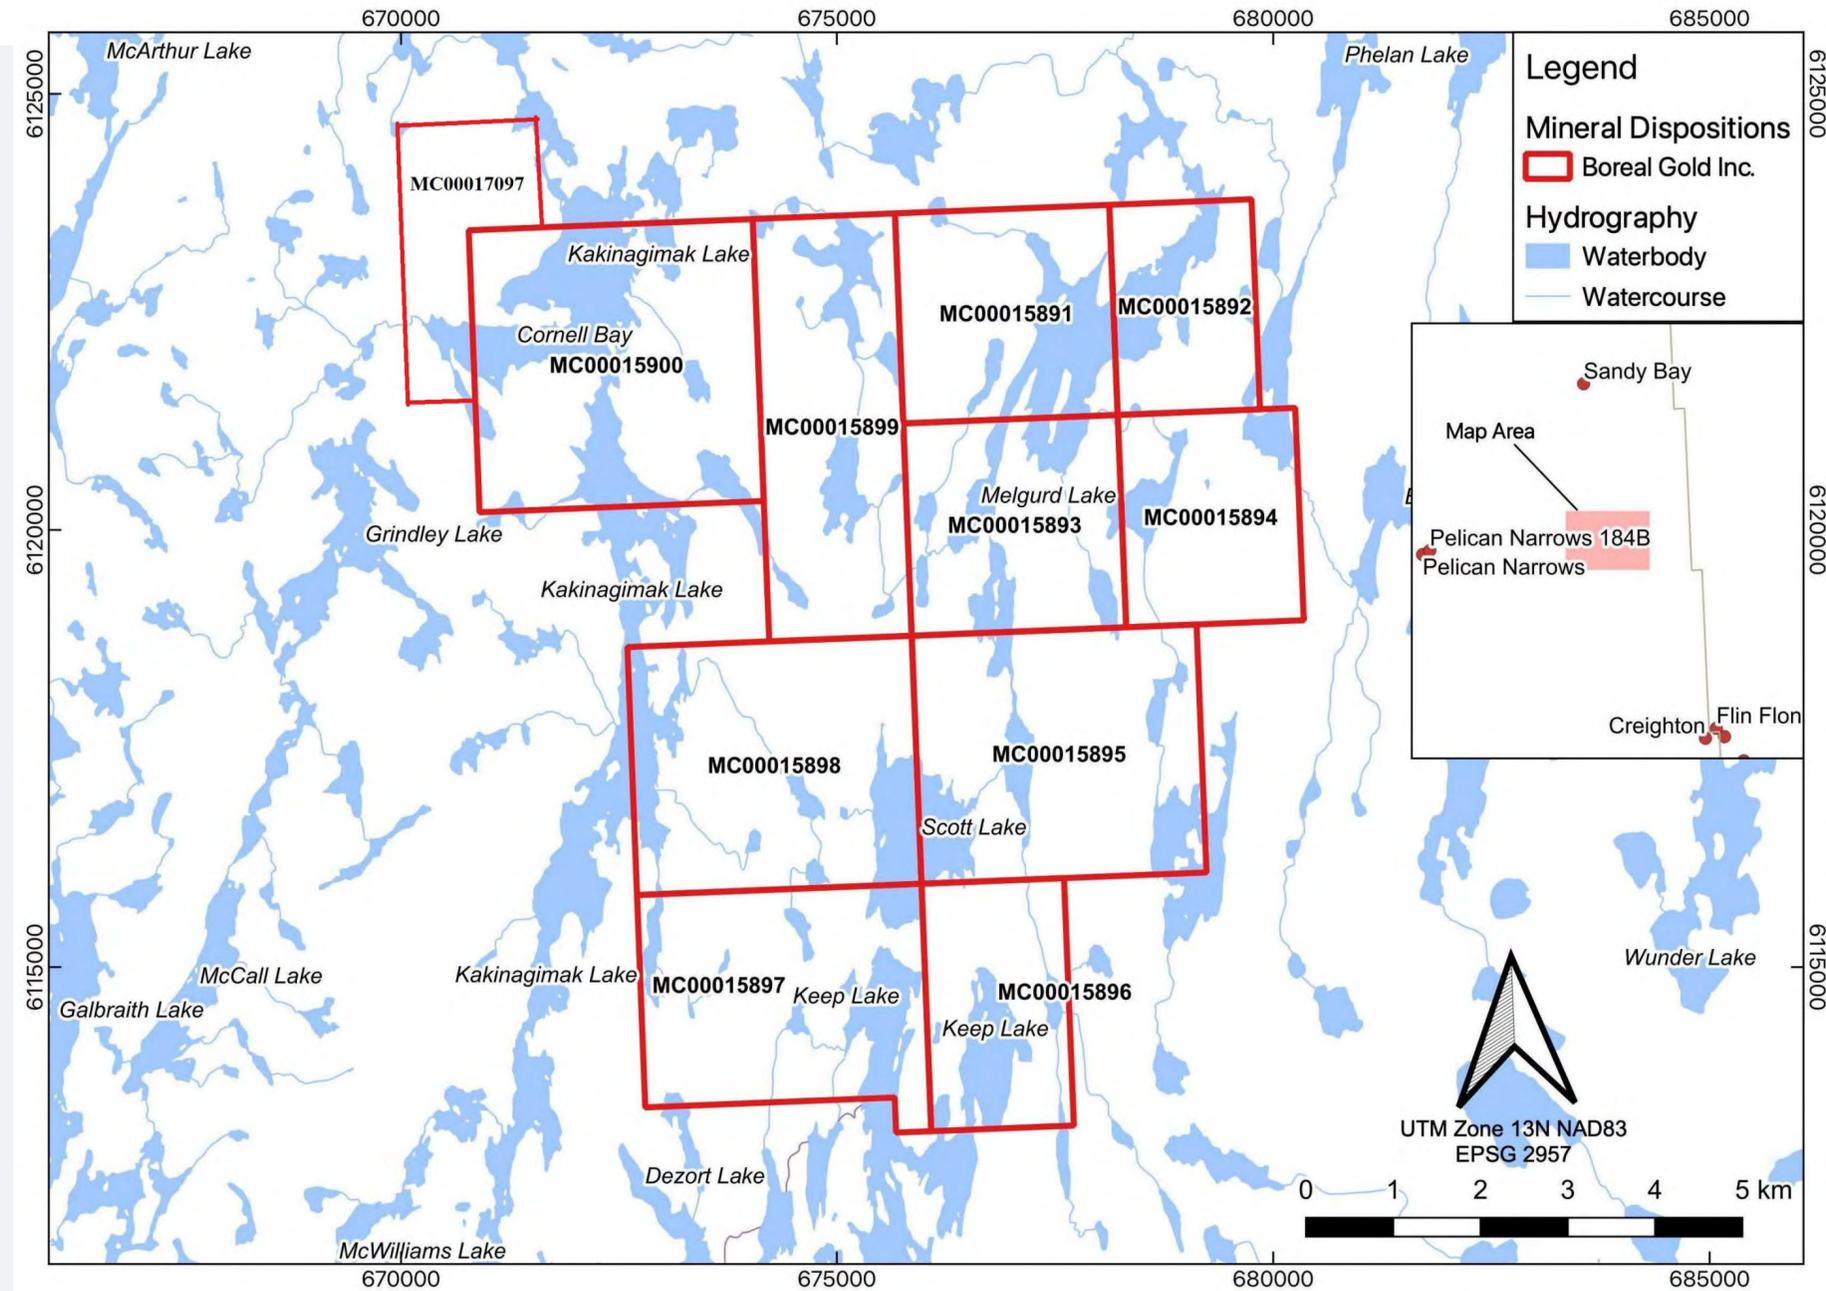 670000
675000
680000
685000
McArthur Lake
Phelan Lake
6125000
6125000
Legend
Mineral Dispositions
Boreal Gold Inc.
Hydrography
Waterbody
Watercourse
MC00017097
Kakinagimak Lake
MC00015891
MC00015892
Cornell Bay
MC00015900
MC00015899
Sandy Bay
Map Area
Pelican Narrows 184B
Pelican Narrows
Creighton
Flin Flon
Melgurd Lake
MC00015893
MC00015894
6120000
6120000
Grindley Lake
Kakinagimak Lake
MC00015898
MC00015895
Scott Lake
6115000
6115000
McCall Lake
Galbraith Lake
Kakinagimak Lake
MC00015897
Keep Lake
MC00015896
Keep Lake
Wunder Lake
UTM Zone 13N NAD83
EPSG 2957
Dezort Lake
McWilliams Lake
0 1 2 3 4 5 km
670000
675000
680000
685000